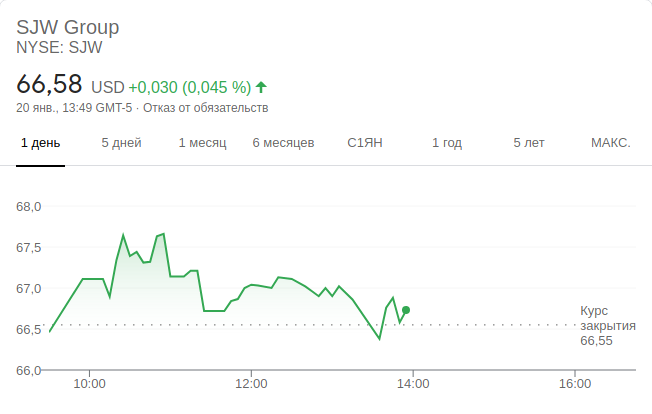 SJW Group
NYSE: SJW
66,58 USD +0,030 (0,045 %)
20 янв., 13:49 GMT-5 · Отказ от обязательств
1 день 5 дней 1 месяц 6 месяцев С1ЯН 1 год 5 лет МАКС.
68,0
67,5
67,0
66,5
66,0
Курс
закрытия
66,55
10:00 12:00 14:00 16:00